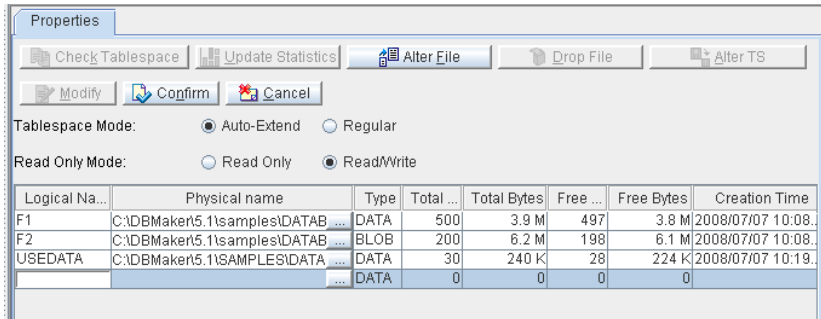 Properties
Check Tablespace Update Statistics Alter File Drop File Alter TS
Modify Confirm Cancel
Tablespace Mode: Auto-Extend Regular
Read Only Mode: Read Only Read/Write
Logical Na... Physical name Type Total ... Total Bytes Free ... Free Bytes Creation Time
F1 C:\DBMaker\5.1\samples\DATAB ... DATA 500 3.9 M 497 3.8 M 2008/07/07 10:08..
F2 C:\DBMaker\5.1\samples\DATAB ... BLOB 200 6.2 M 198 6.1 M 2008/07/07 10:08..
USEDATA C:\DBMaker\5.1\SAMPLES\DATA ... DATA 30 240 K 28 224 K 2008/07/07 10:19..
... DATA 0 0 0 0